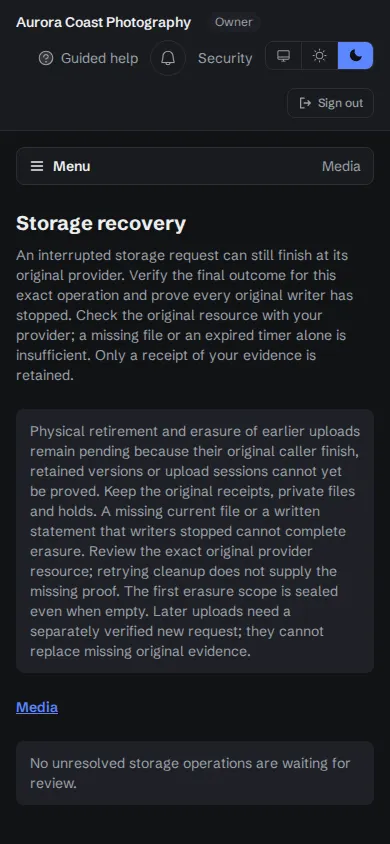 Aurora Coast Photography Owner
Guided help Security
Sign out
Menu Media
Storage recovery
An interrupted storage request can still finish at its
original provider. Verify the final outcome for this
exact operation and prove every original writer has
stopped. Check the original resource with your
provider; a missing file or an expired timer alone is
insufficient. Only a receipt of your evidence is
retained.
Physical retirement and erasure of earlier uploads
remain pending because their original caller finish,
retained versions or upload sessions cannot yet
be proved. Keep the original receipts, private files
and holds. A missing current file or a written
statement that writers stopped cannot complete
erasure. Review the exact original provider
resource; retrying cleanup does not supply the
missing proof. The first erasure scope is sealed
even when empty. Later uploads need a
separately verified new request; they cannot
replace missing original evidence.
Media
No unresolved storage operations are waiting for
review.